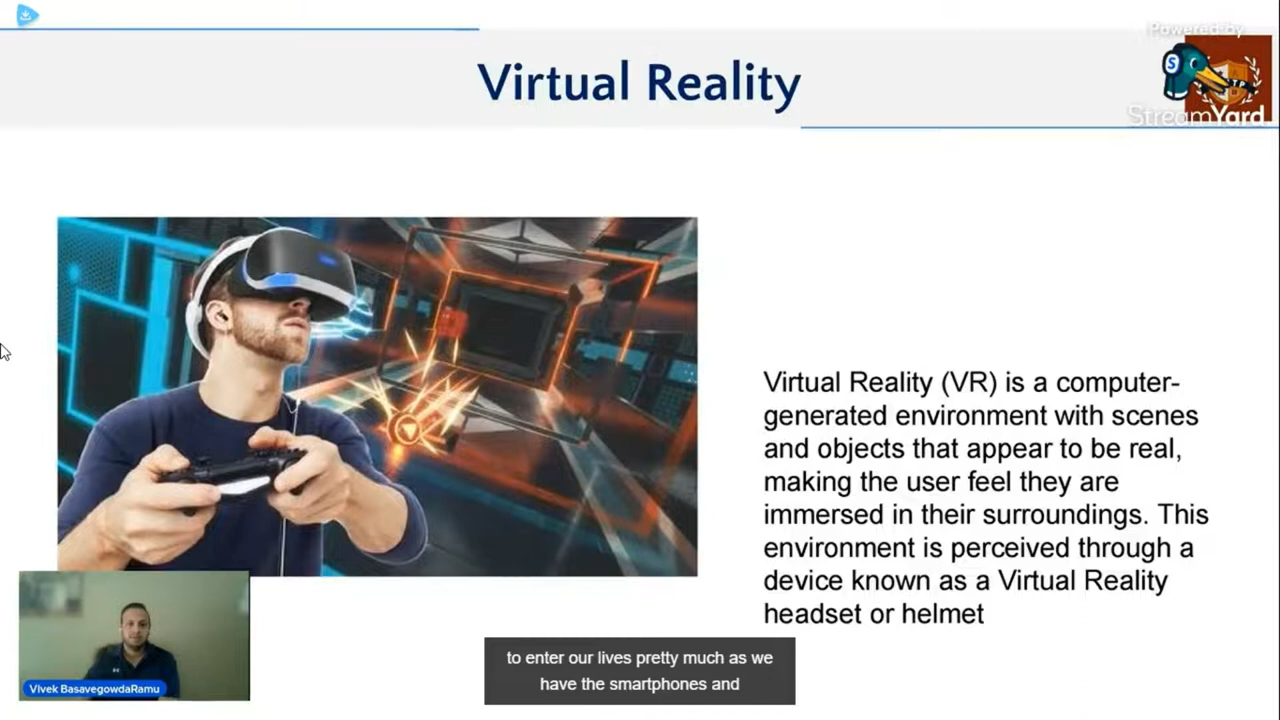 Powered by
Virtual Reality
S
StreamYard
Virtual Reality (VR) is a computer-
generated environment with scenes
and objects that appear to be real,
making the user feel they are
immersed in their surroundings. This
environment is perceived through a
device known as a Virtual Reality
headset or helmet
to enter our lives pretty much as we
have the smartphones and
VIvek BasavegowdaRamu